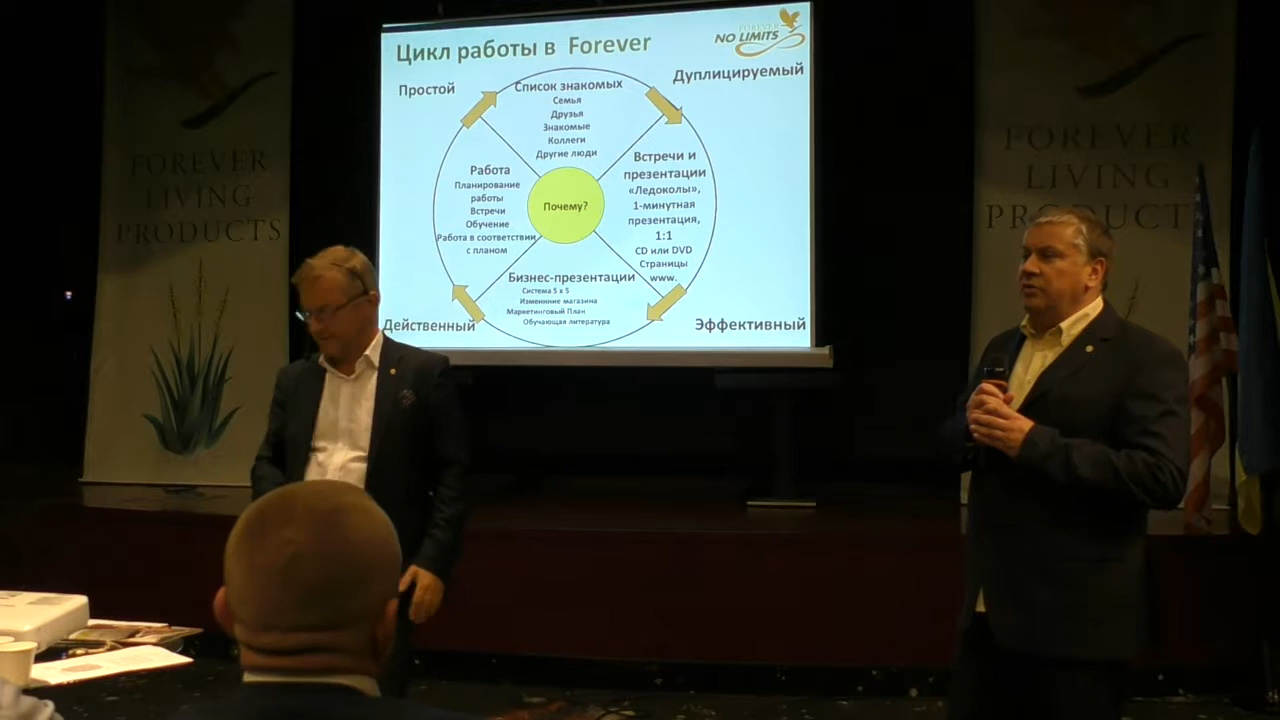 Цикл работы в Forever
FOREVER
NO LIMITS
Простой
Дуплицируемый
Список знакомых
Семья
Друзья
Знакомые
Коллеги
Другие люди
Встречи и
презентации
«Ледоколы»,
1-минутная
презентация,
1:1
CD или DVD
Страницы
www.
Работа
Планирование
работы
Встречи
Обучение
Работа в соответствии
с планом
Почему?
Бизнес-презентации
Система 5 х 5
Изменние магазина
Маркетинговый План
Обучающая литература
Действенный
Эффективный
FOREVER
LIVING
PRODUCTS
FOREVER
LIVING
PRODUCT